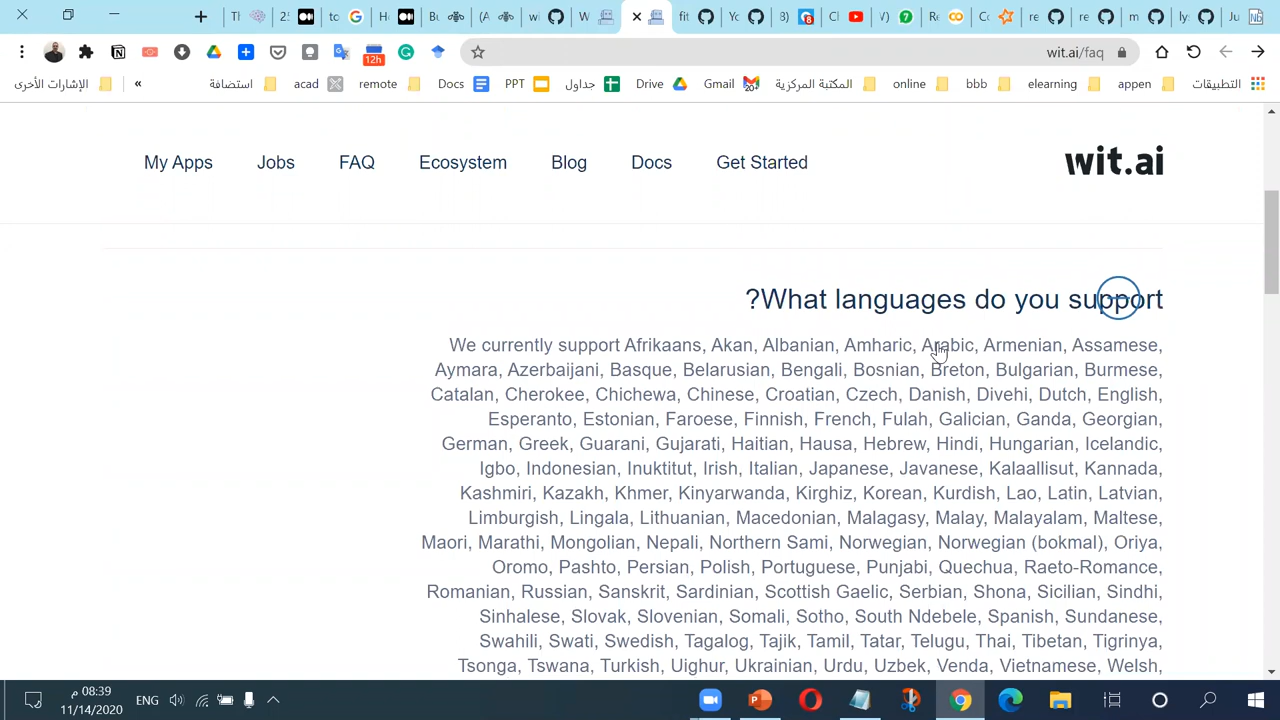 wit.ai/faq
12h
التطبيقات
appen
elearning
bbb
online
المكتبة المركزية
Gmail
Drive
جداول
PPT
Docs
remote
acad
استضافة
»
الإشارات الأخرى
My Apps Jobs FAQ Ecosystem Blog Docs Get Started
wit.ai
?What languages do you support
We currently support Afrikaans, Akan, Albanian, Amharic, Arabic, Armenian, Assamese,
Aymara, Azerbaijani, Basque, Belarusian, Bengali, Bosnian, Breton, Bulgarian, Burmese,
Catalan, Cherokee, Chichewa, Chinese, Croatian, Czech, Danish, Divehi, Dutch, English,
Esperanto, Estonian, Faroese, Finnish, French, Fulah, Galician, Ganda, Georgian,
German, Greek, Guarani, Gujarati, Haitian, Hausa, Hebrew, Hindi, Hungarian, Icelandic,
Igbo, Indonesian, Inuktitut, Irish, Italian, Japanese, Javanese, Kalaallisut, Kannada,
Kashmiri, Kazakh, Khmer, Kinyarwanda, Kirghiz, Korean, Kurdish, Lao, Latin, Latvian,
Limburgish, Lingala, Lithuanian, Macedonian, Malagasy, Malay, Malayalam, Maltese,
Maori, Marathi, Mongolian, Nepali, Northern Sami, Norwegian, Norwegian (bokmal), Oriya,
Oromo, Pashto, Persian, Polish, Portuguese, Punjabi, Quechua, Raeto-Romance,
Romanian, Russian, Sanskrit, Sardinian, Scottish Gaelic, Serbian, Shona, Sicilian, Sindhi,
Sinhalese, Slovak, Slovenian, Somali, Sotho, South Ndebele, Spanish, Sundanese,
Swahili, Swati, Swedish, Tagalog, Tajik, Tamil, Tatar, Telugu, Thai, Tibetan, Tigrinya,
Tsonga, Tswana, Turkish, Uighur, Ukrainian, Urdu, Uzbek, Venda, Vietnamese, Welsh,
08:39 م
11/14/2020
ENG